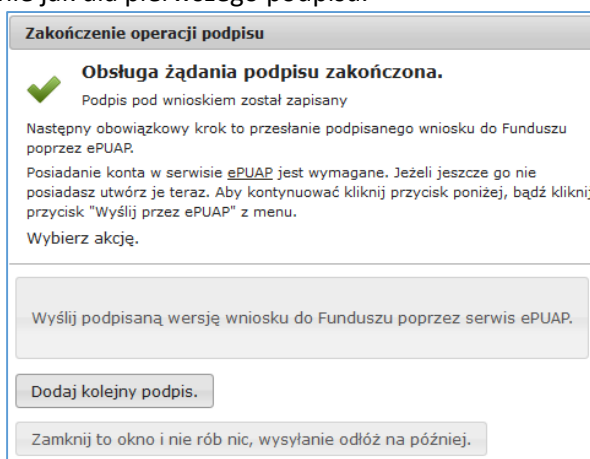 nie jak dla pierwszego podpisu.
Zakończenie operacji podpisu
Obsługa żądania podpisu zakończona.
Podpis pod wnioskiem został zapisany
Następny obowiązkowy krok to przesłanie podpisanego wniosku do Funduszu
poprzez ePUAP.
Posiadanie konta w serwisie ePUAP jest wymagane. Jeżeli jeszcze go nie
posiadasz utwórz je teraz. Aby kontynuować kliknij przycisk poniżej, bądź kliknij
przycisk "Wyślij przez ePUAP" z menu.
Wybierz akcję.
Wyślij podpisaną wersję wniosku do Funduszu poprzez serwis ePUAP.
Dodaj kolejny podpis.
Zamknij to okno i nie rób nic, wysyłanie odłóż na później.